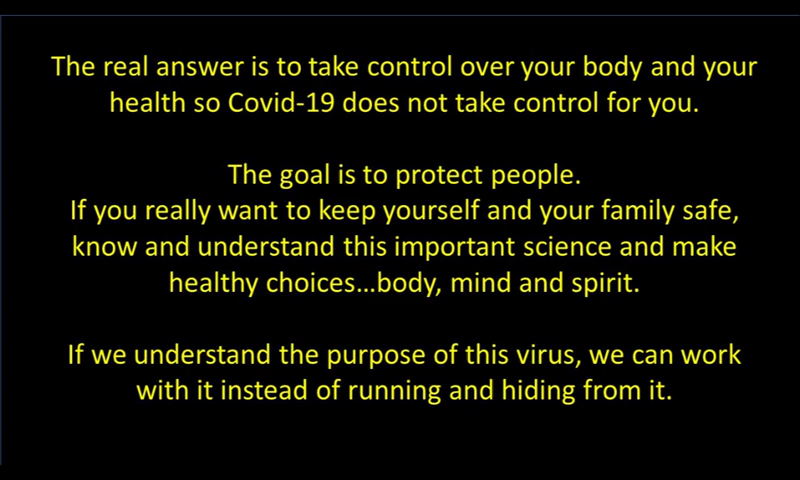 The real answer is to take control over your body and your
health so Covid-19 does not take control for you.
The goal is to protect people.
If you really want to keep yourself and your family safe,
know and understand this important science and make
healthy choices…body, mind and spirit.
If we understand the purpose of this virus, we can work
with it instead of running and hiding from it.